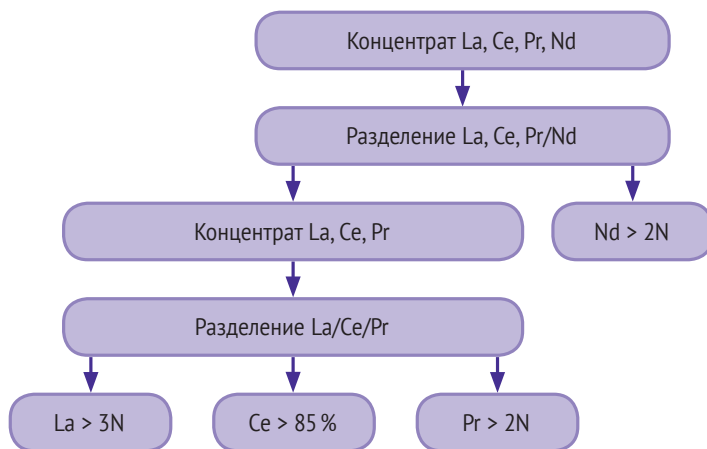 Концентрат La, Ce, Pr, Nd
Разделение La, Ce, Pr/Nd
Концентрат La, Ce, Pr
Nd > 2N
Разделение La/Ce/Pr
La > 3N
Ce > 85 %
Pr > 2N